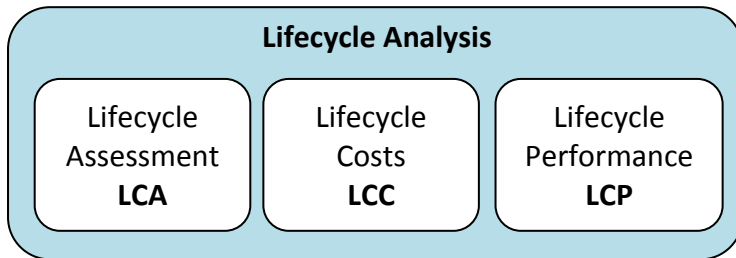 Lifecycle Analysis
Lifecycle
Assessment
LCA
Lifecycle
Costs
LCC
Lifecycle
Performance
LCP